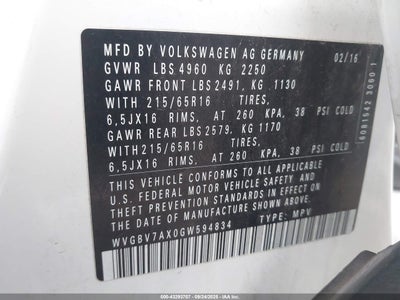 MFD BY VOLKSWAGEN AG GERMANY 02/16
GVWR LBS 4960 KG 2250
GAWR FRONT LBS 2491, KG 1130
WITH 215/65R16 TIRES,
6,5JX16 RIMS, AT 260 KPA, 38 PSI COLD
GAWR REAR LBS 2579, KG 1170
WITH 215/65R16 TIRES,
6,5JX16 RIMS, AT 260 KPA, 38 PSI COLD
THIS VEHICLE CONFORMS TO ALL APPLICABLE
U.S. FEDERAL MOTOR VEHICLE SAFETY AND
THEFT PREVENTION STANDARDS IN EFFECT ON THE
DATE OF MANUFACTURE SHOWN ABOVE
WVGBV7AX0GW594834 TYPE: MPV